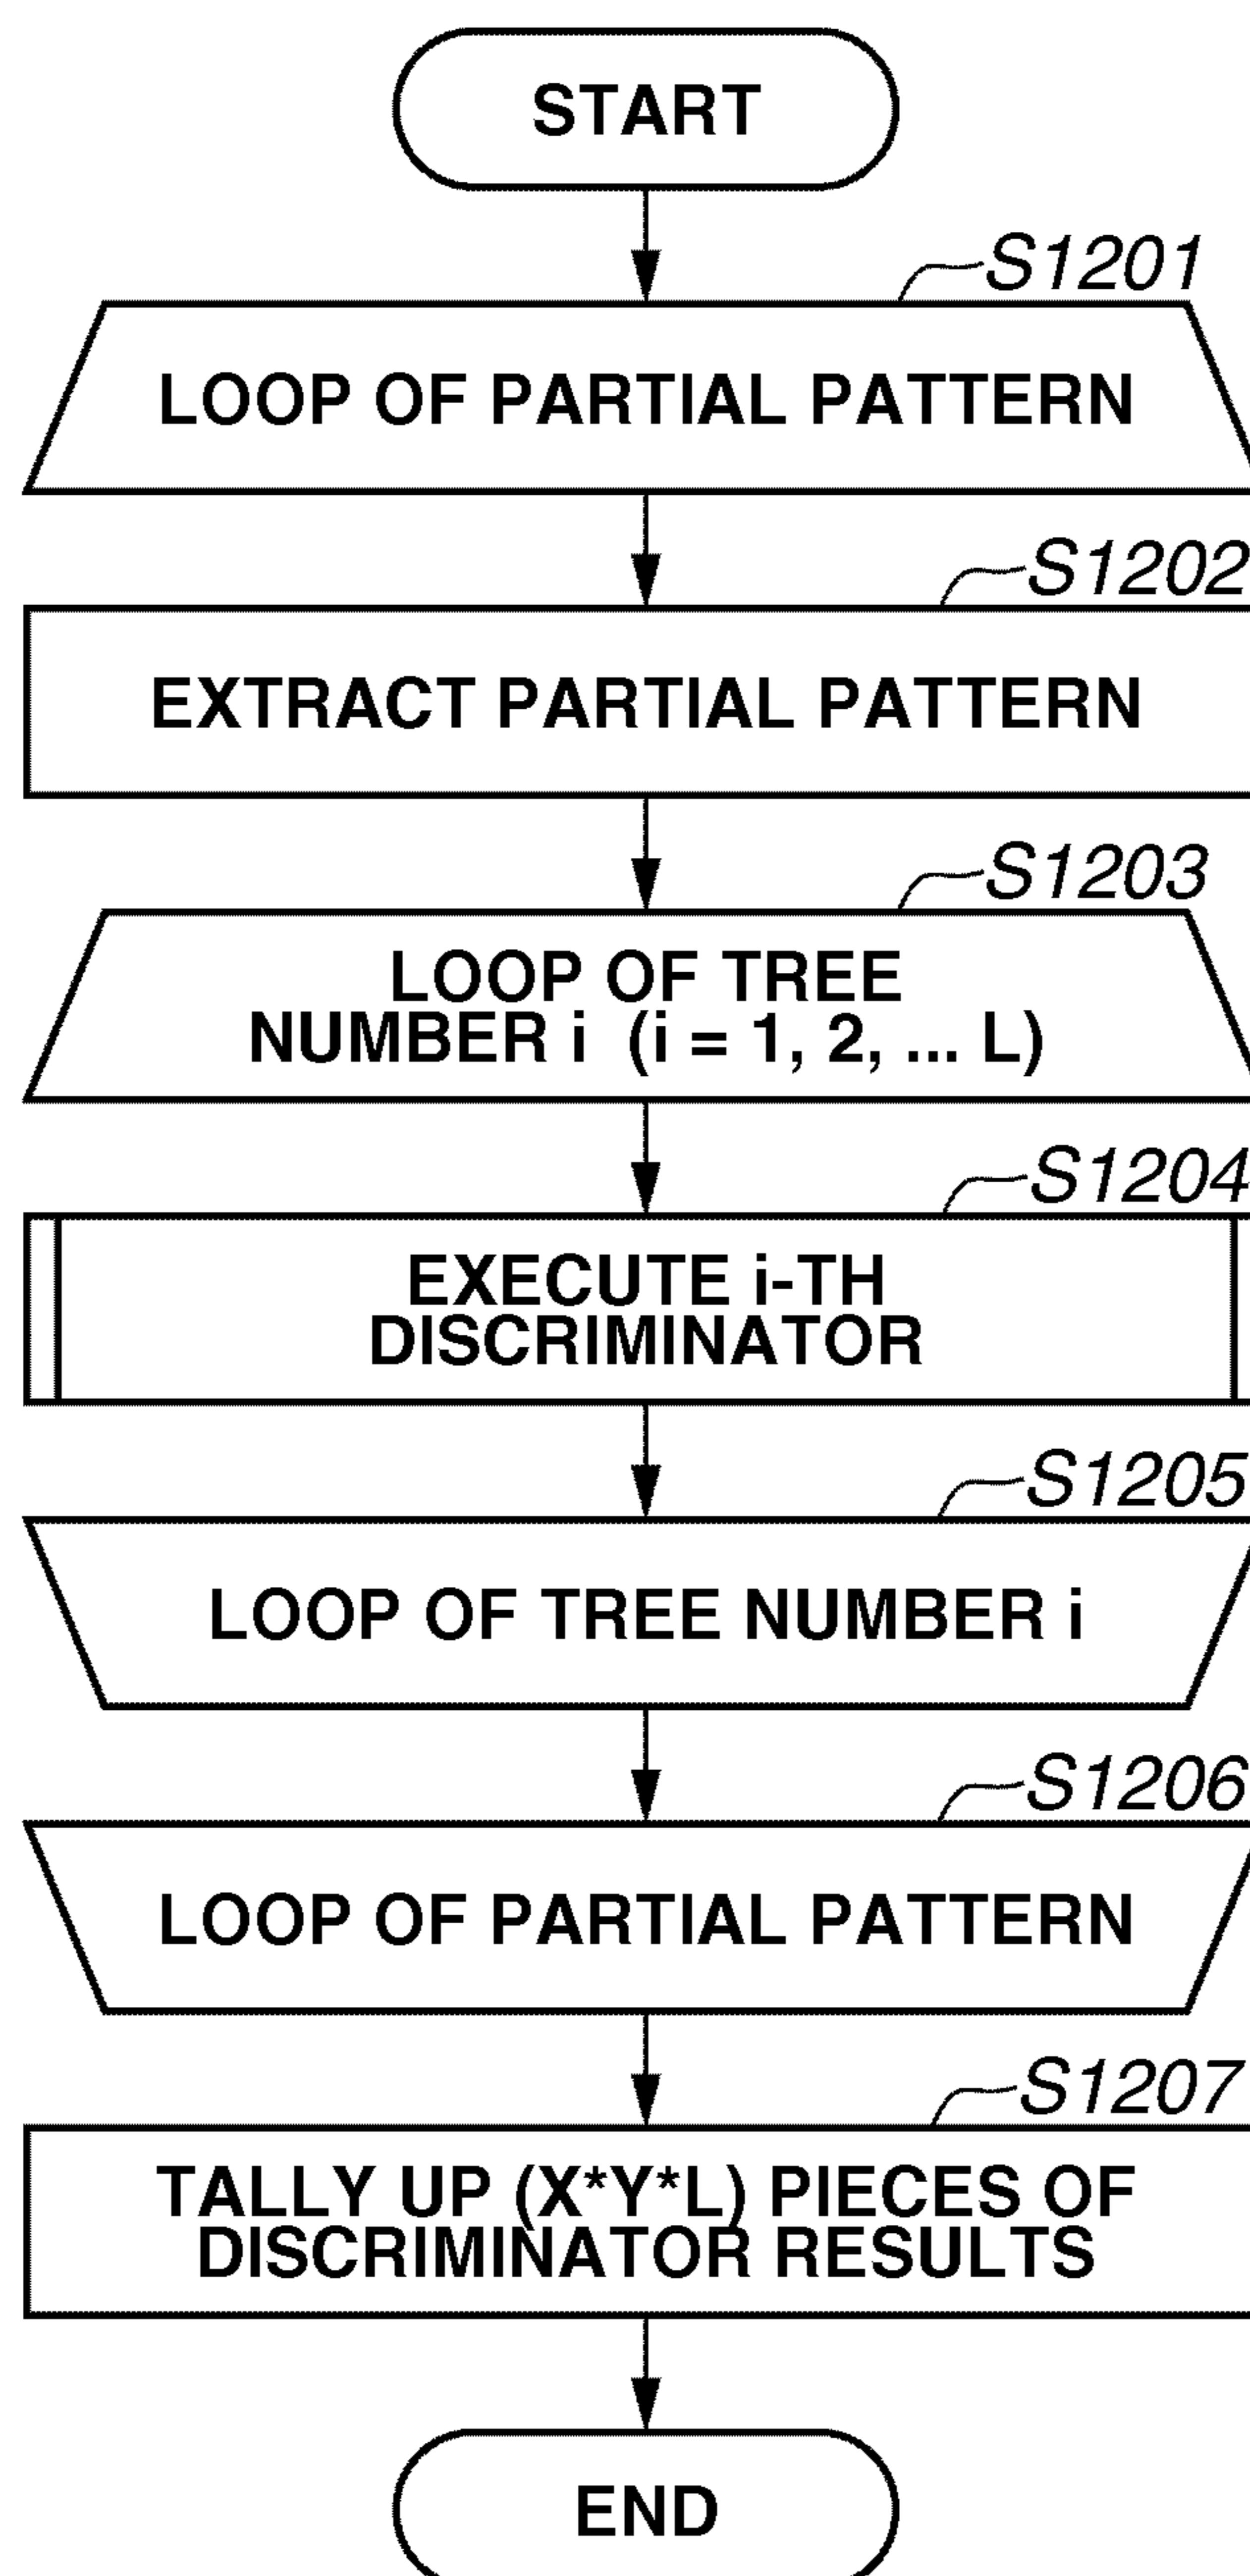 START
S1201
LOOP OF PARTIAL PATTERN
S1202
EXTRACT PARTIAL PATTERN
S1203
LOOP OF TREE
NUMBER i (i = 1, 2, ... L)
S1204
EXECUTE i-TH
DISCRIMINATOR
S1205
LOOP OF TREE NUMBER i
S1206
LOOP OF PARTIAL PATTERN
S1207
TALLY UP (X*Y*L) PIECES OF
DISCRIMINATOR RESULTS
END